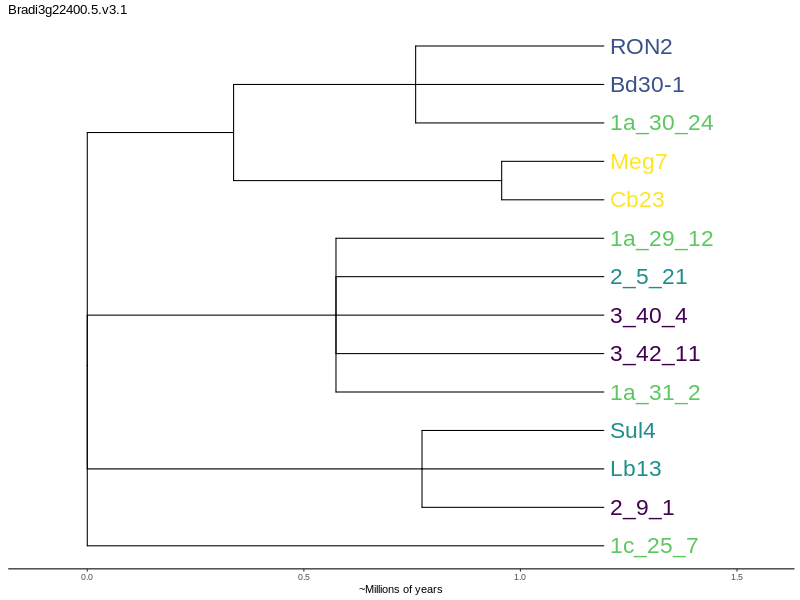 Bradi3g22400.5.v3.1
RON2
Bd30-1
1a_30_24
Meg7
Cb23
1a_29_12
2_5_21
3_40_4
3_42_11
1a_31_2
Sul4
Lb13
2_9_1
1c_25_7
0.0 0.5 1.0 1.5
~Millions of years